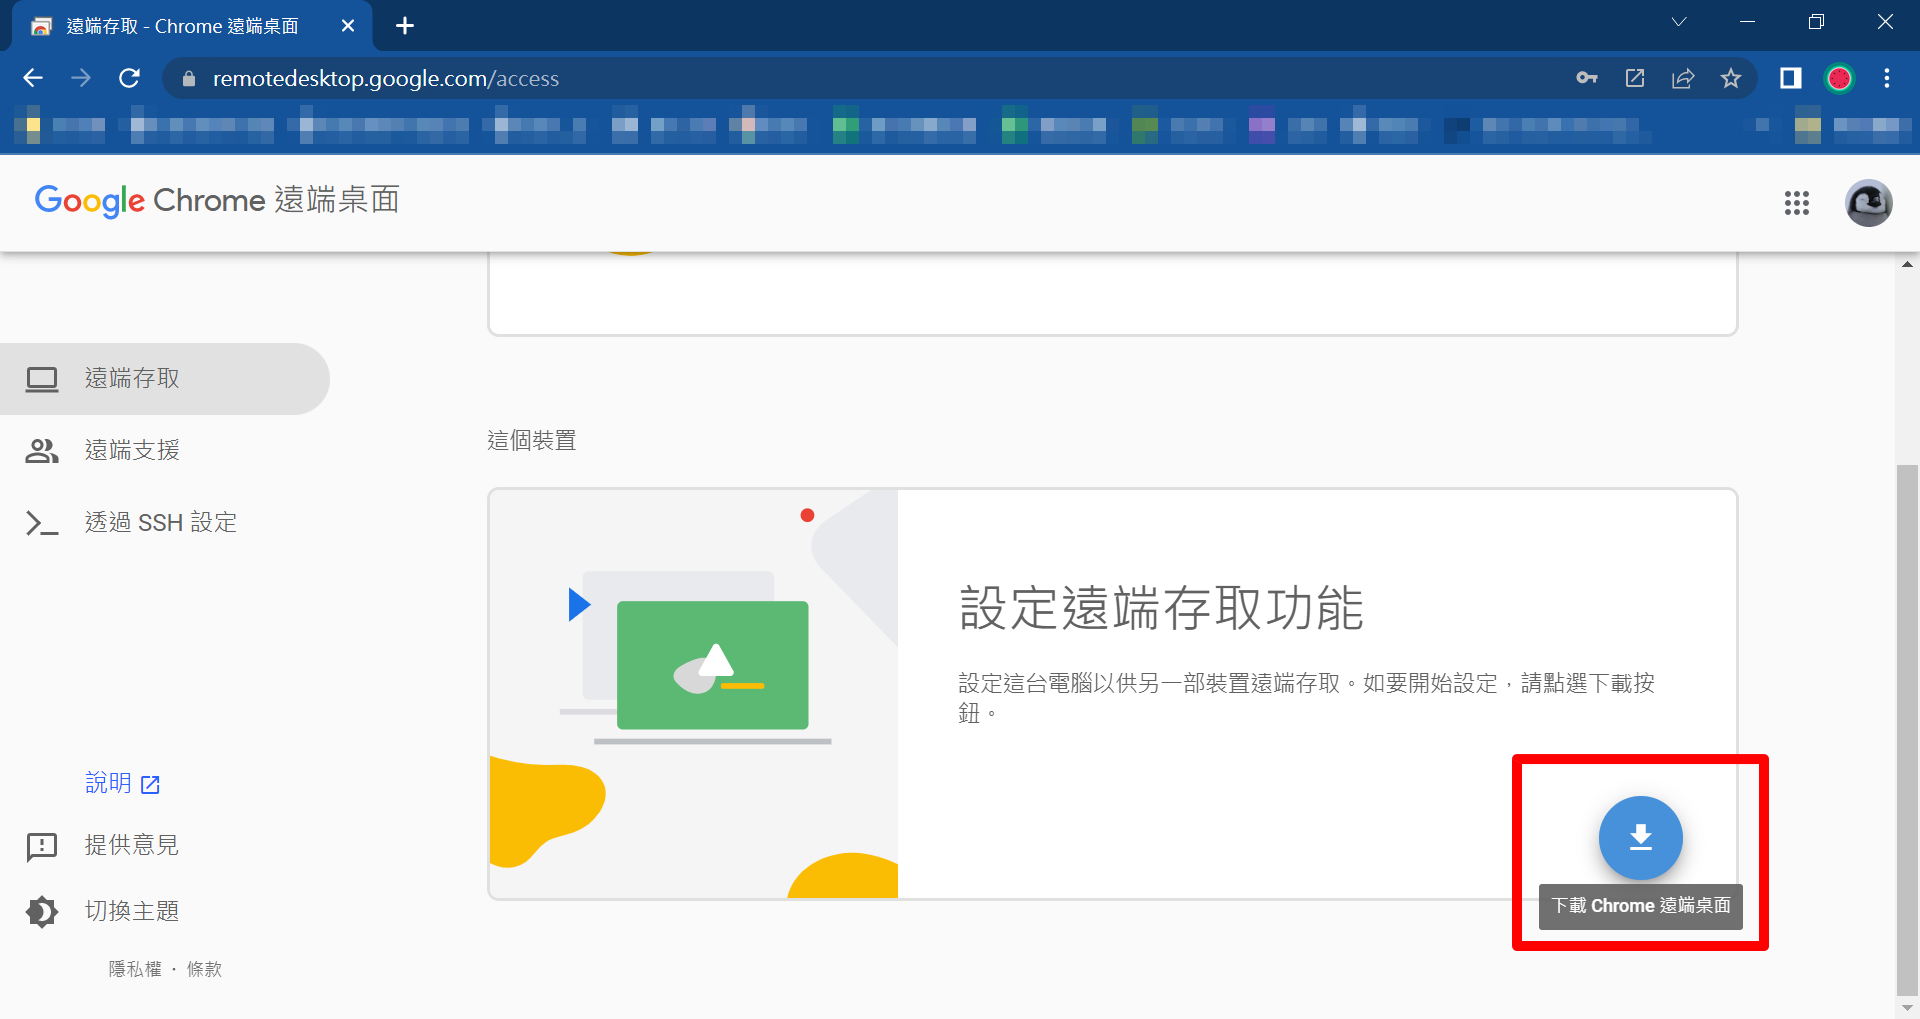 遠端存取 - Chrome 遠端桌面
remotedesktop.google.com/access
Google Chrome 遠端桌面
遠端存取
遠端支援
透過 SSH 設定
說明
提供意見
切換主題
隱私權 · 條款
這個裝置
設定遠端存取功能
設定這台電腦以供另一部裝置遠端存取。如要開始設定，請點選下載按
鈕。
下載 Chrome 遠端桌面